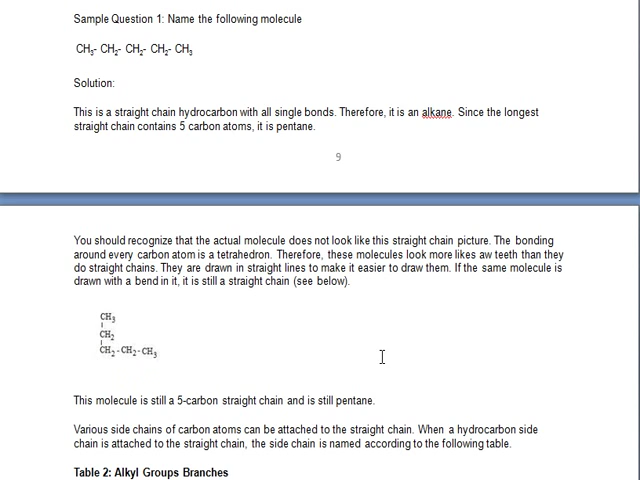 Sample Question 1: Name the following molecule
CH₃- CH₂- CH₂- CH₂- CH₃
Solution:
This is a straight chain hydrocarbon with all single bonds. Therefore, it is an alkane. Since the longest
straight chain contains 5 carbon atoms, it is pentane.
9
You should recognize that the actual molecule does not look like this straight chain picture. The bonding
around every carbon atom is a tetrahedron. Therefore, these molecules look more likes aw teeth than they
do straight chains. They are drawn in straight lines to make it easier to draw them. If the same molecule is
drawn with a bend in it, it is still a straight chain (see below).
CH₃
CH₂
CH₂-CH₂-CH₃
This molecule is still a 5-carbon straight chain and is still pentane.
Various side chains of carbon atoms can be attached to the straight chain. When a hydrocarbon side
chain is attached to the straight chain, the side chain is named according to the following table.
Table 2: Alkyl Groups Branches